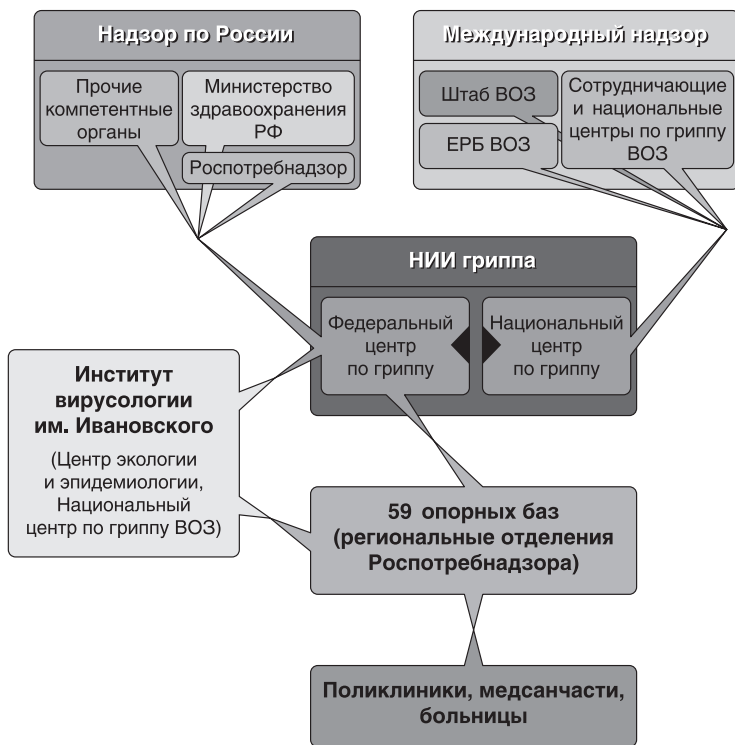 Надзор по России
Прочие
компетентные
органы
Министерство
здравоохранения
РФ
Роспотребнадзор
Международный надзор
Штаб ВОЗ
ЕРБ ВОЗ
Сотрудничающие
и национальные
центры по гриппу
ВОЗ
НИИ гриппа
Федеральный
центр
по гриппу
Национальный
центр
по гриппу
Институт
вирусологии
им. Ивановского
(Центр экологии
и эпидемиологии,
Национальный
центр по гриппу ВОЗ)
59 опорных баз
(региональные отделения
Роспотребнадзора)
Поликлиники, медсанчасти,
больницы